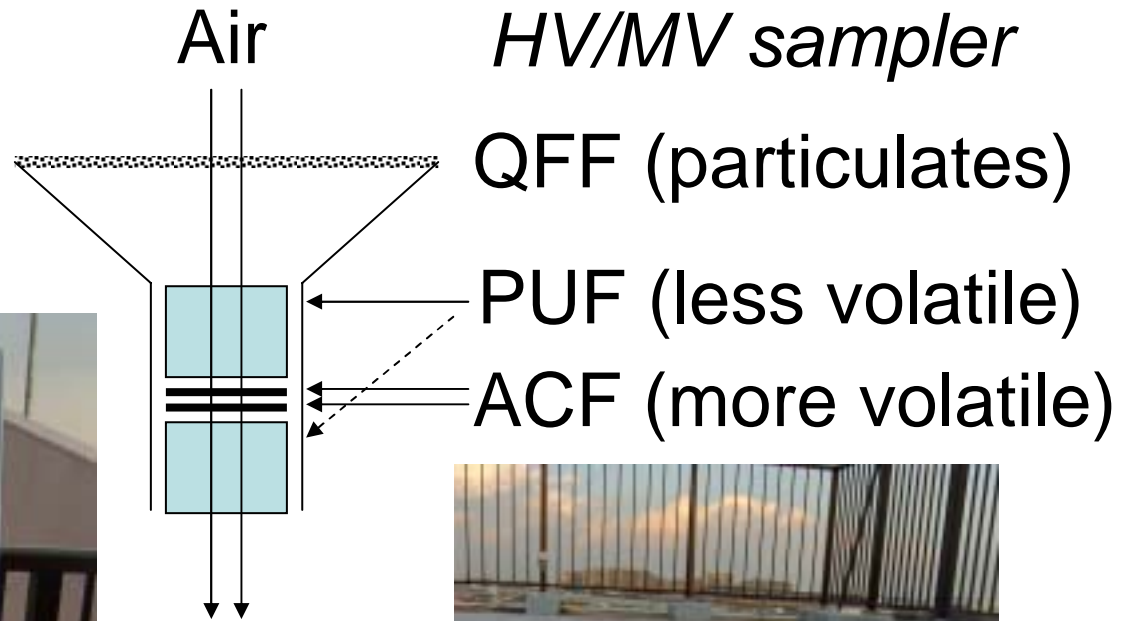 Air
HV/MV sampler
QFF (particulates)
PUF (less volatile)
ACF (more volatile)